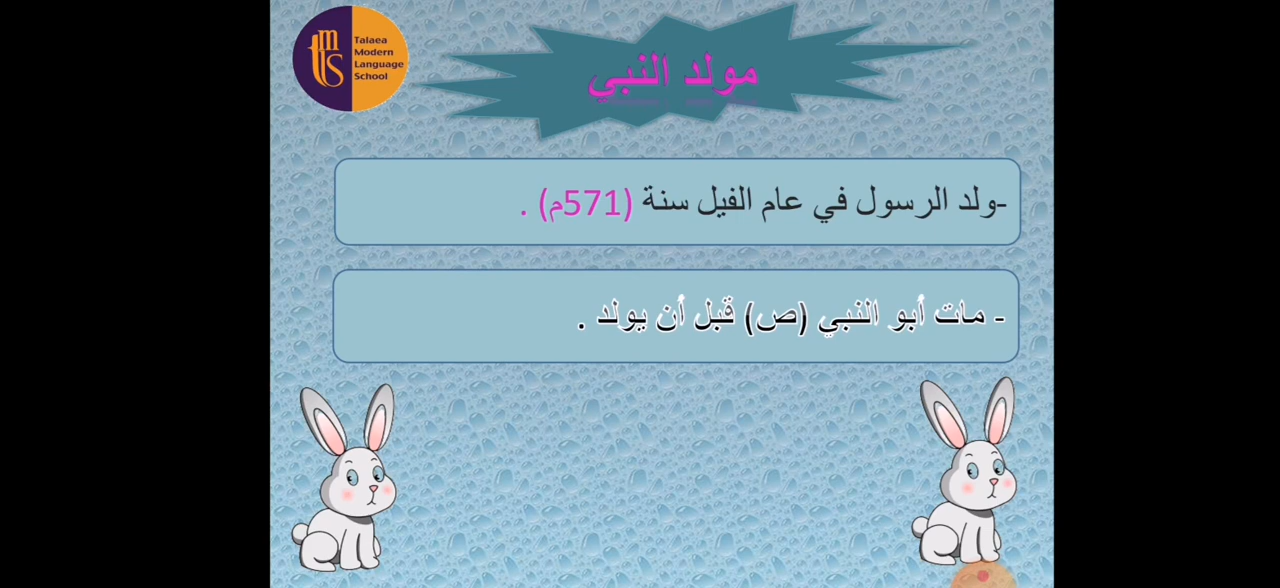 tmls
Talaea
Modern
Language
School
مولد النبي
-ولد الرسول في عام الفيل سنة (571م) .
- مات أبو النبي (ص) قبل أن يولد .